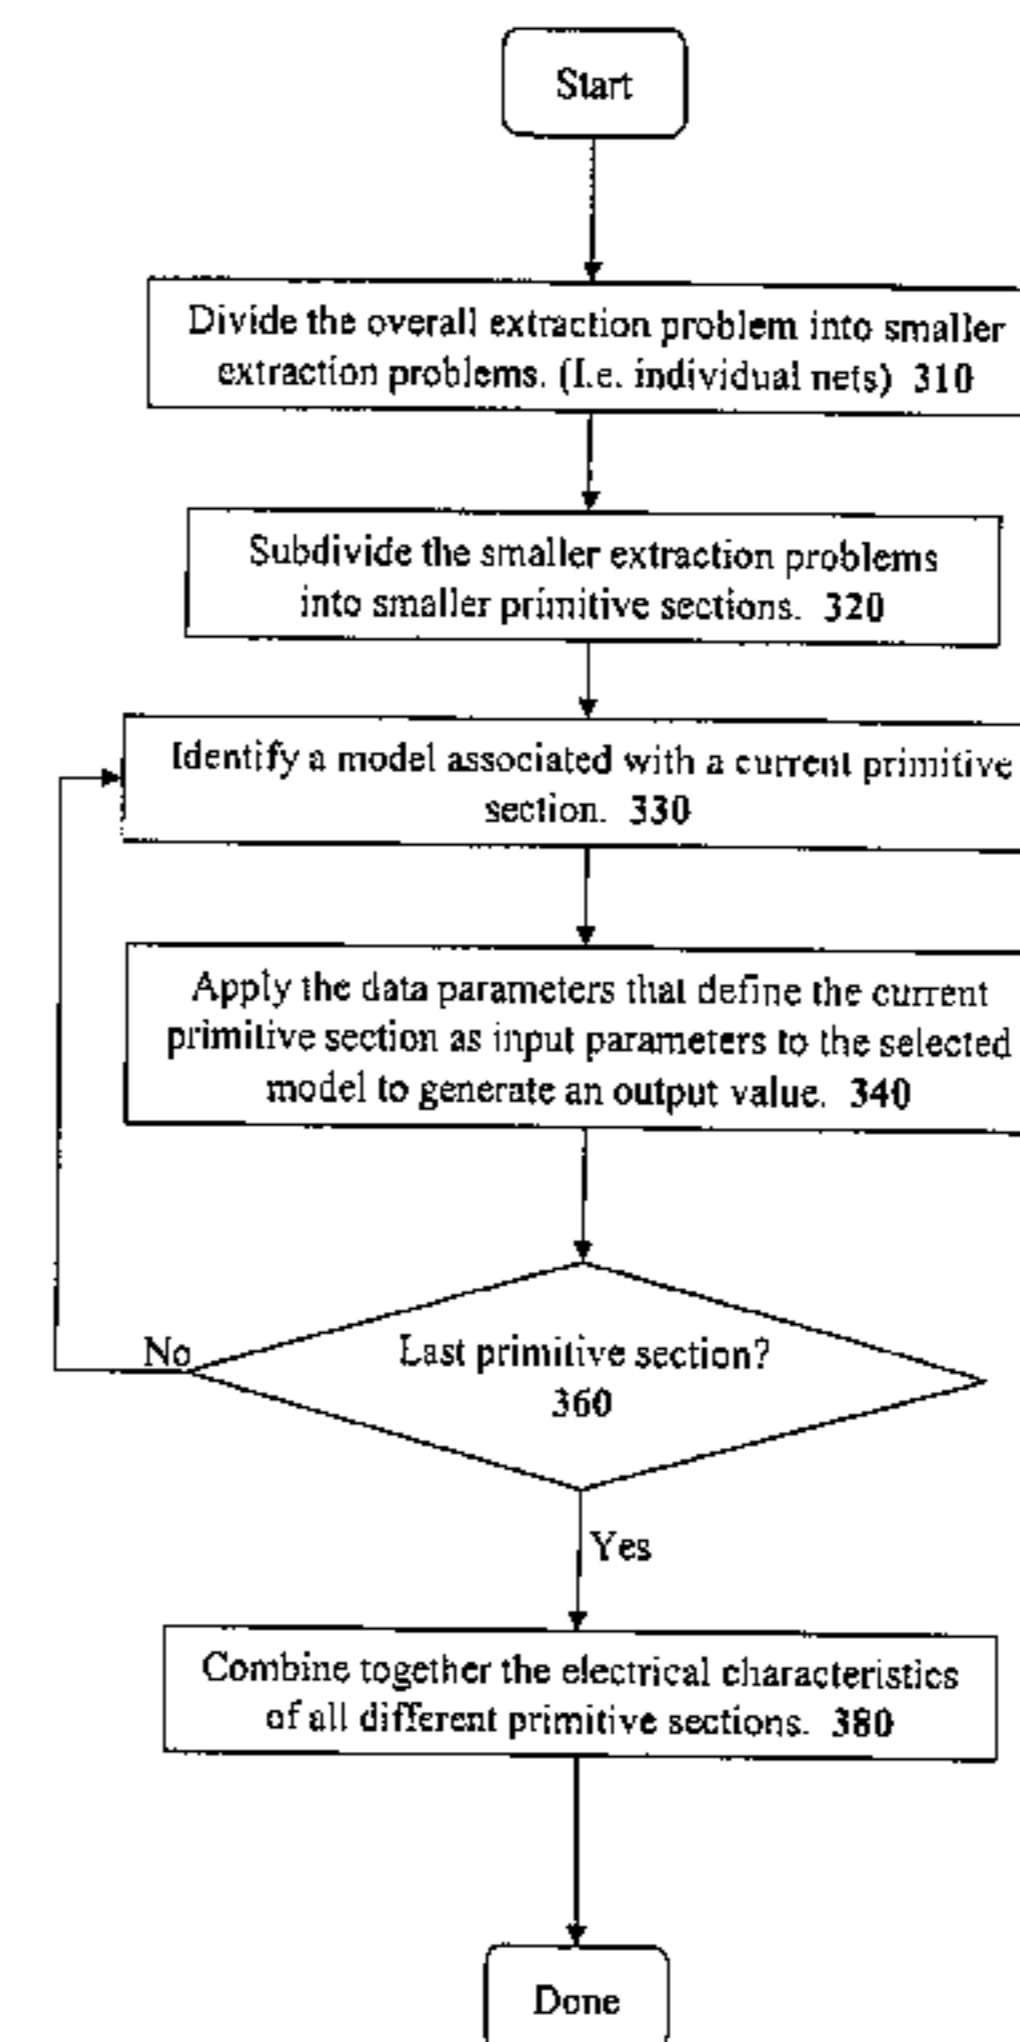 Start
Divide the overall extraction problem into smaller
extraction problems. (I.e. individual nets) 310
Subdivide the smaller extraction problems
into smaller primitive sections. 320
Identify a model associated with a current primitive
section. 330
Apply the data parameters that define the current
primitive section as input parameters to the selected
model to generate an output value. 340
No
Last primitive section?
360
Yes
Combine together the electrical characteristics
of all different primitive sections. 380
Done